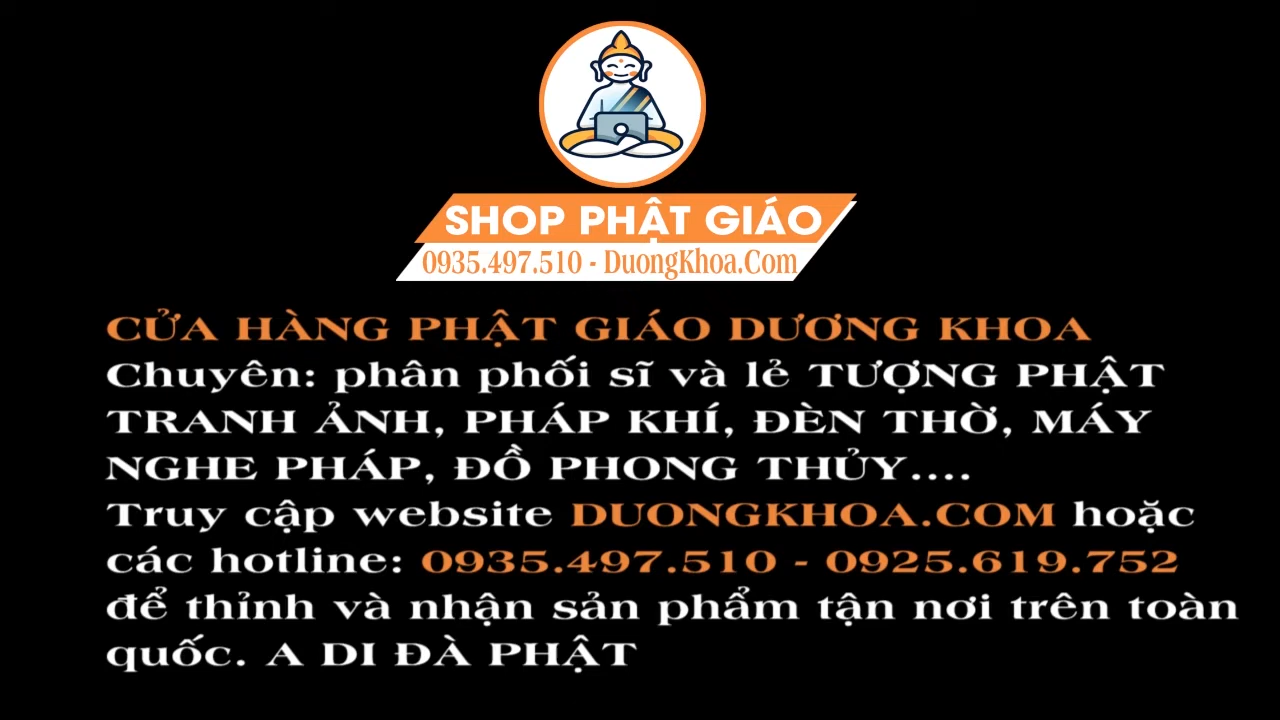 SHOP PHẬT GIÁO
0935.497.510 - DuongKhoa.Com
CỬA HÀNG PHẬT GIÁO DƯƠNG KHOA
Chuyên: phân phối sĩ và lẻ TƯỢNG PHẬT
TRANH ẢNH, PHÁP KHÍ, ĐÈN THỜ, MÁY
NGHE PHÁP, ĐỒ PHONG THỦY....
Truy cập website DUONGKHOA.COM hoặc
các hotline: 0935.497.510 - 0925.619.752
để thỉnh và nhận sản phẩm tận nơi trên toàn
quốc. A DI ĐÀ PHẬT